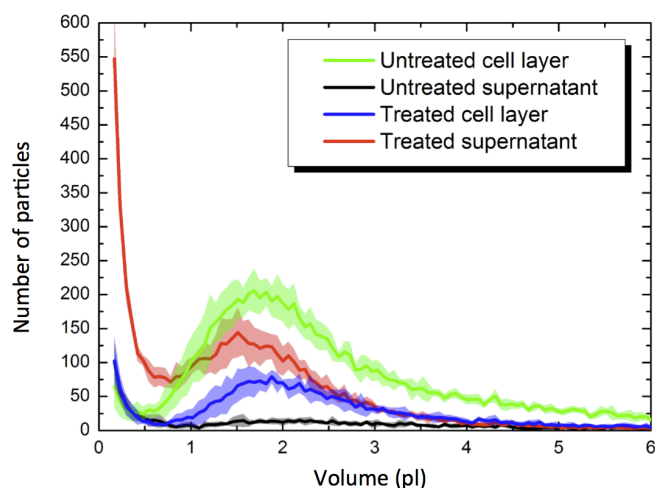 600
550
500
450
400
350
300
250
200
150
100
50
0
Number of particles
Untreated cell layer
Untreated supernatant
Treated cell layer
Treated supernatant
0 1 2 3 4 5 6
Volume (pl)